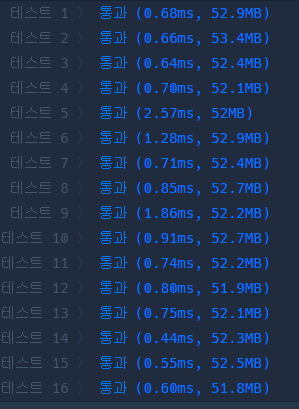 테스트 1 〉 통과 (0.68ms, 52.9MB)
테스트 2 〉 통과 (0.66ms, 53.4MB)
테스트 3 〉 통과 (0.64ms, 52.4MB)
테스트 4 〉 통과 (0.70ms, 52.1MB)
테스트 5 〉 통과 (2.57ms, 52MB)
테스트 6 〉 통과 (1.28ms, 52.9MB)
테스트 7 〉 통과 (0.71ms, 52.4MB)
테스트 8 〉 통과 (0.85ms, 52.7MB)
테스트 9 〉 통과 (1.86ms, 52.2MB)
테스트 10 〉 통과 (0.91ms, 52.7MB)
테스트 11 〉 통과 (0.74ms, 52.2MB)
테스트 12 〉 통과 (0.80ms, 51.9MB)
테스트 13 〉 통과 (0.75ms, 52.1MB)
테스트 14 〉 통과 (0.44ms, 52.3MB)
테스트 15 〉 통과 (0.55ms, 52.5MB)
테스트 16 〉 통과 (0.60ms, 51.8MB)